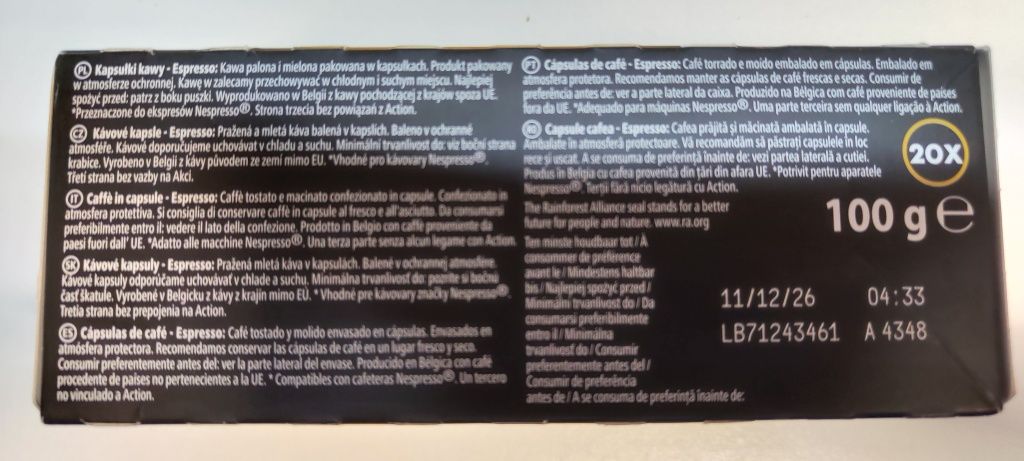 PL Kapsułki kawy - Espresso: Kawa palona i mielona pakowana w kapsułkach. Produkt pakowany
w atmosferze ochronnej. Kawę w zalecamy przechowywać w chłodnym i suchym miejscu. Najlepiej
spożyć przed: patrz z boku puszki. Wyprodukowano w Belgii z kawy pochodzącej z krajów spoza UE.
*Przeznaczone do ekspresów Nespresso®. Strona trzecia bez powiązań z Action.
CZ Kávové kapsle - Espresso: Pražená a mletá káva balená v kapslích. Baleno v ochranné
atmosféře. Kávové doporučujeme uchovávat v chladu a suchu. Minimální trvanlivost do: viz boční strana
krabice. Vyrobeno v Belgii z kávy původem ze zemí mimo EU. *Vhodné pro kávovary Nespresso®.
Třetí strana bez vazby na Akci.
IT Caffè in capsule - Espresso: Caffè tostato e macinato confezionato in capsule. Confezionato in
atmosfera protettiva. Si consiglia di conservare caffè in capsule al fresco e all'asciutto. Da consumarsi
preferibilmente entro il: vedere il lato della confezione. Prodotto in Belgio con caffè proveniente da
paesi fuori dall' UE. *Adatto alle macchine Nespresso®. Una terza parte senza alcun legame con Action.
SK Kávové kapsuly - Espresso: Pražená mletá káva v kapsulách. Balené v ochrannej atmosfére.
Kávové kapsuly odporúčame uchovávať v chlade a suchu. Minimálna trvanlivosť do: pozrite si bočnú
časť škatule. Vyrobené v Belgicku z kávy z krajín mimo EÚ. * Vhodné pre kávovary značky Nespresso®.
Tretia strana bez prepojenia na Action.
ES Cápsulas de café - Espresso: Café tostado y molido envasado en cápsulas. Envasados en
atmósfera protectora. Recomendamos conservar las cápsulas de café en un lugar fresco y seco.
Consumir preferentemente antes del: ver la parte lateral del envase. Producido en Bélgica con café
procedente de países no pertenecientes a la UE. * Compatibles con cafeteras Nespresso®. Un tercero
no vinculado a Action.
PT Cápsulas de café - Espresso: Café torrado e moído embalado em cápsulas. Embalado em
atmosfera protetora. Recomendamos manter as cápsulas de café frescas e secas. Consumir de
preferência antes de: ver a parte lateral da caixa. Produzido na Bélgica com café proveniente de países
fora da UE. *Adequado para máquinas Nespresso®. Uma parte terceira sem qualquer ligação à Action.
RO Capsule cafea - Espresso: Cafea prăjită și măcinată ambalată în capsule.
Ambalate în atmosferă protectoare. Vă recomandăm să păstrați capsulele în loc
rece și uscat. A se consuma de preferință înainte de: vezi partea laterală a cutiei.
Produs în Belgia cu cafea provenită din țări din afara UE. *Potrivit pentru aparatele
Nespresso®. Terți fără nicio legătură cu Action.
The Rainforest Alliance seal stands for a better
future for people and nature. www.ra.org
Ten minste houdbaar tot / À
consommer de préférence
avant le / Mindestens haltbar
bis / Najlepiej spożyć przed /
Minimální trvanlivost do / Da
consumarsi preferibilmente
entro il / Minimálna
trvanlivosť do / Consumir
preferentemente antes del /
Consumir de preferência
antes de / A se consuma de preferință înainte de:
20X
100 g ℮
11/12/26 04:33
LB71243461 A 4348